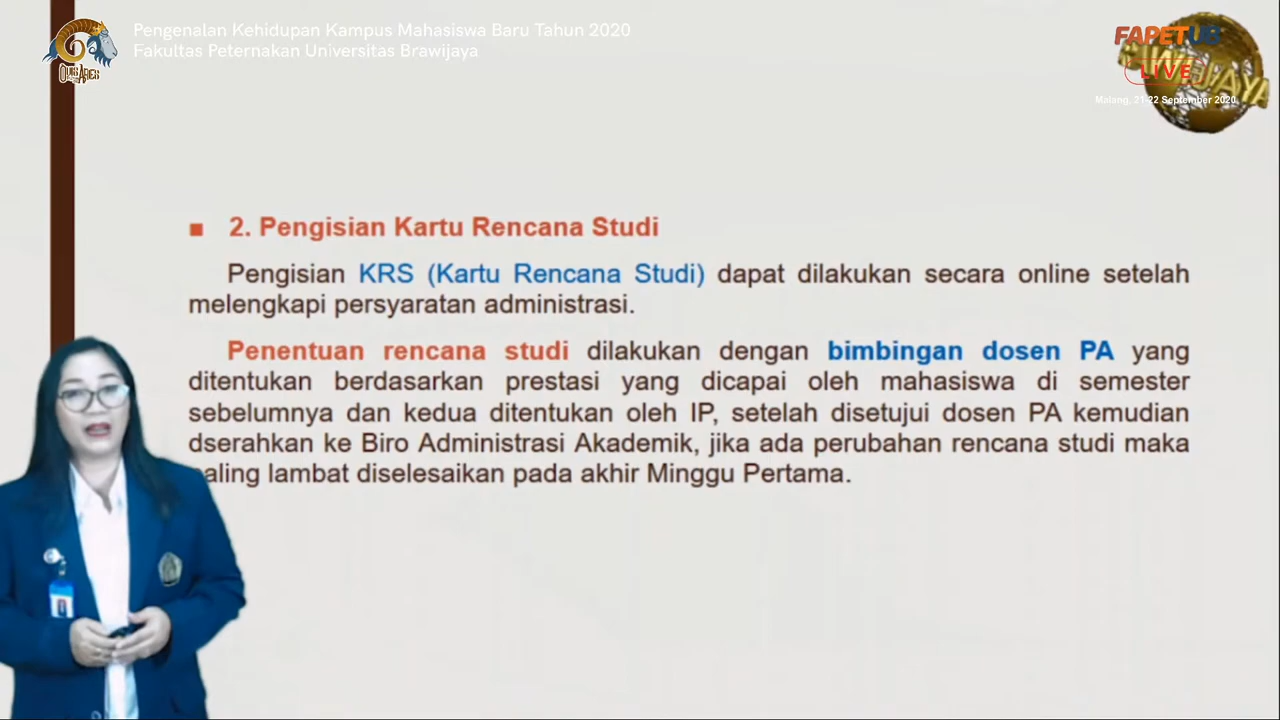 Pengenalan Kehidupan Kampus Mahasiswa Baru Tahun 2020
Fakultas Peternakan Universitas Brawijaya
FAPETUB
LIVE
Malang, 21-22 September 2020
2. Pengisian Kartu Rencana Studi
Pengisian KRS (Kartu Rencana Studi) dapat dilakukan secara online setelah
melengkapi persyaratan administrasi.
Penentuan rencana studi dilakukan dengan bimbingan dosen PA yang
ditentukan berdasarkan prestasi yang dicapai oleh mahasiswa di semester
sebelumnya dan kedua ditentukan oleh IP, setelah disetujui dosen PA kemudian
dserahkan ke Biro Administrasi Akademik, jika ada perubahan rencana studi maka
aling lambat diselesaikan pada akhir Minggu Pertama.